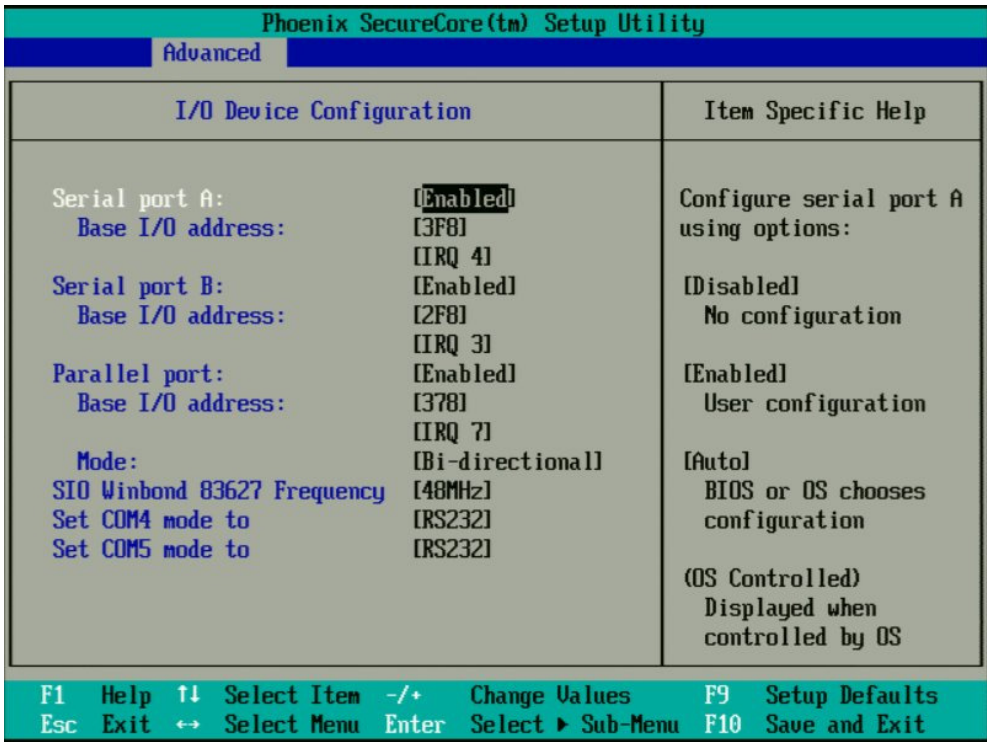 Phoenix SecureCore(tm) Setup Utility
Advanced
I/O Device Configuration
Serial port A: [Enabled]
Base I/O address: [3F8]
[IRQ 4]
Serial port B: [Enabled]
Base I/O address: [2F8]
[IRQ 3]
Parallel port: [Enabled]
Base I/O address: [378]
[IRQ 7]
Mode: [Bi-directional]
SIO Winbond 83627 Frequency [48MHz]
Set COM4 mode to [RS232]
Set COM5 mode to [RS232]
Item Specific Help
Configure serial port A
using options:
[Disabled]
No configuration
[Enabled]
User configuration
[Auto]
BIOS or OS chooses
configuration
(OS Controlled)
Displayed when
controlled by OS
F1 Help ↑↓ Select Item -/+ Change Values F9 Setup Defaults
Esc Exit ↔ Select Menu Enter Select ▶ Sub-Menu F10 Save and Exit